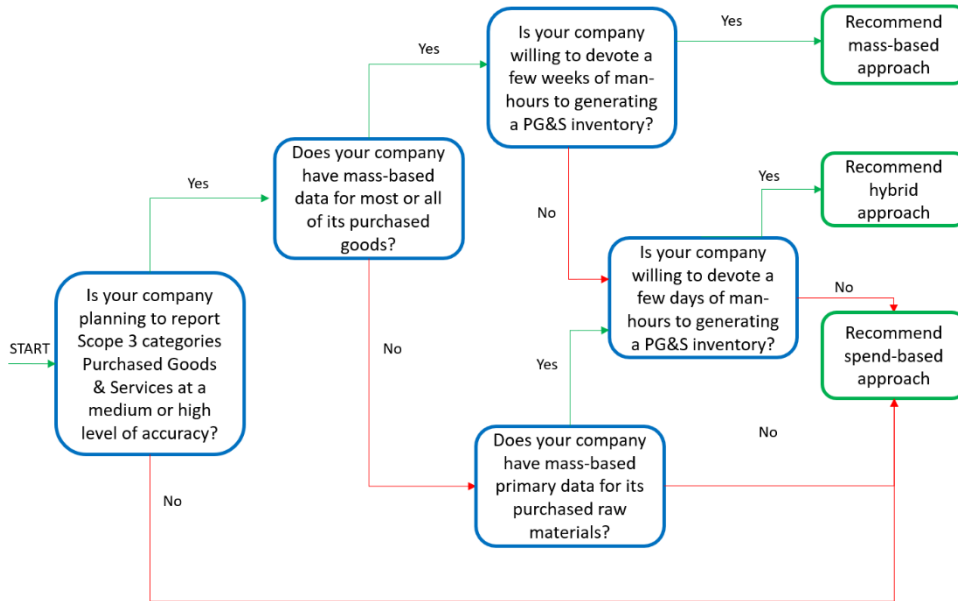 START
Is your company
planning to report
Scope 3 categories
Purchased Goods
& Services at a
medium or high
level of accuracy?
Yes
No
Does your company
have mass-based
data for most or all
of its purchased
goods?
Yes
No
Is your company
willing to devote a
few weeks of man-
hours to generating
a PG&S inventory?
Yes
No
Does your company
have mass-based
primary data for its
purchased raw
materials?
Yes
No
Is your company
willing to devote a
few days of man-
hours to generating
a PG&S inventory?
Yes
No
Recommend
mass-based
approach
Recommend
hybrid
approach
Recommend
spend-based
approach